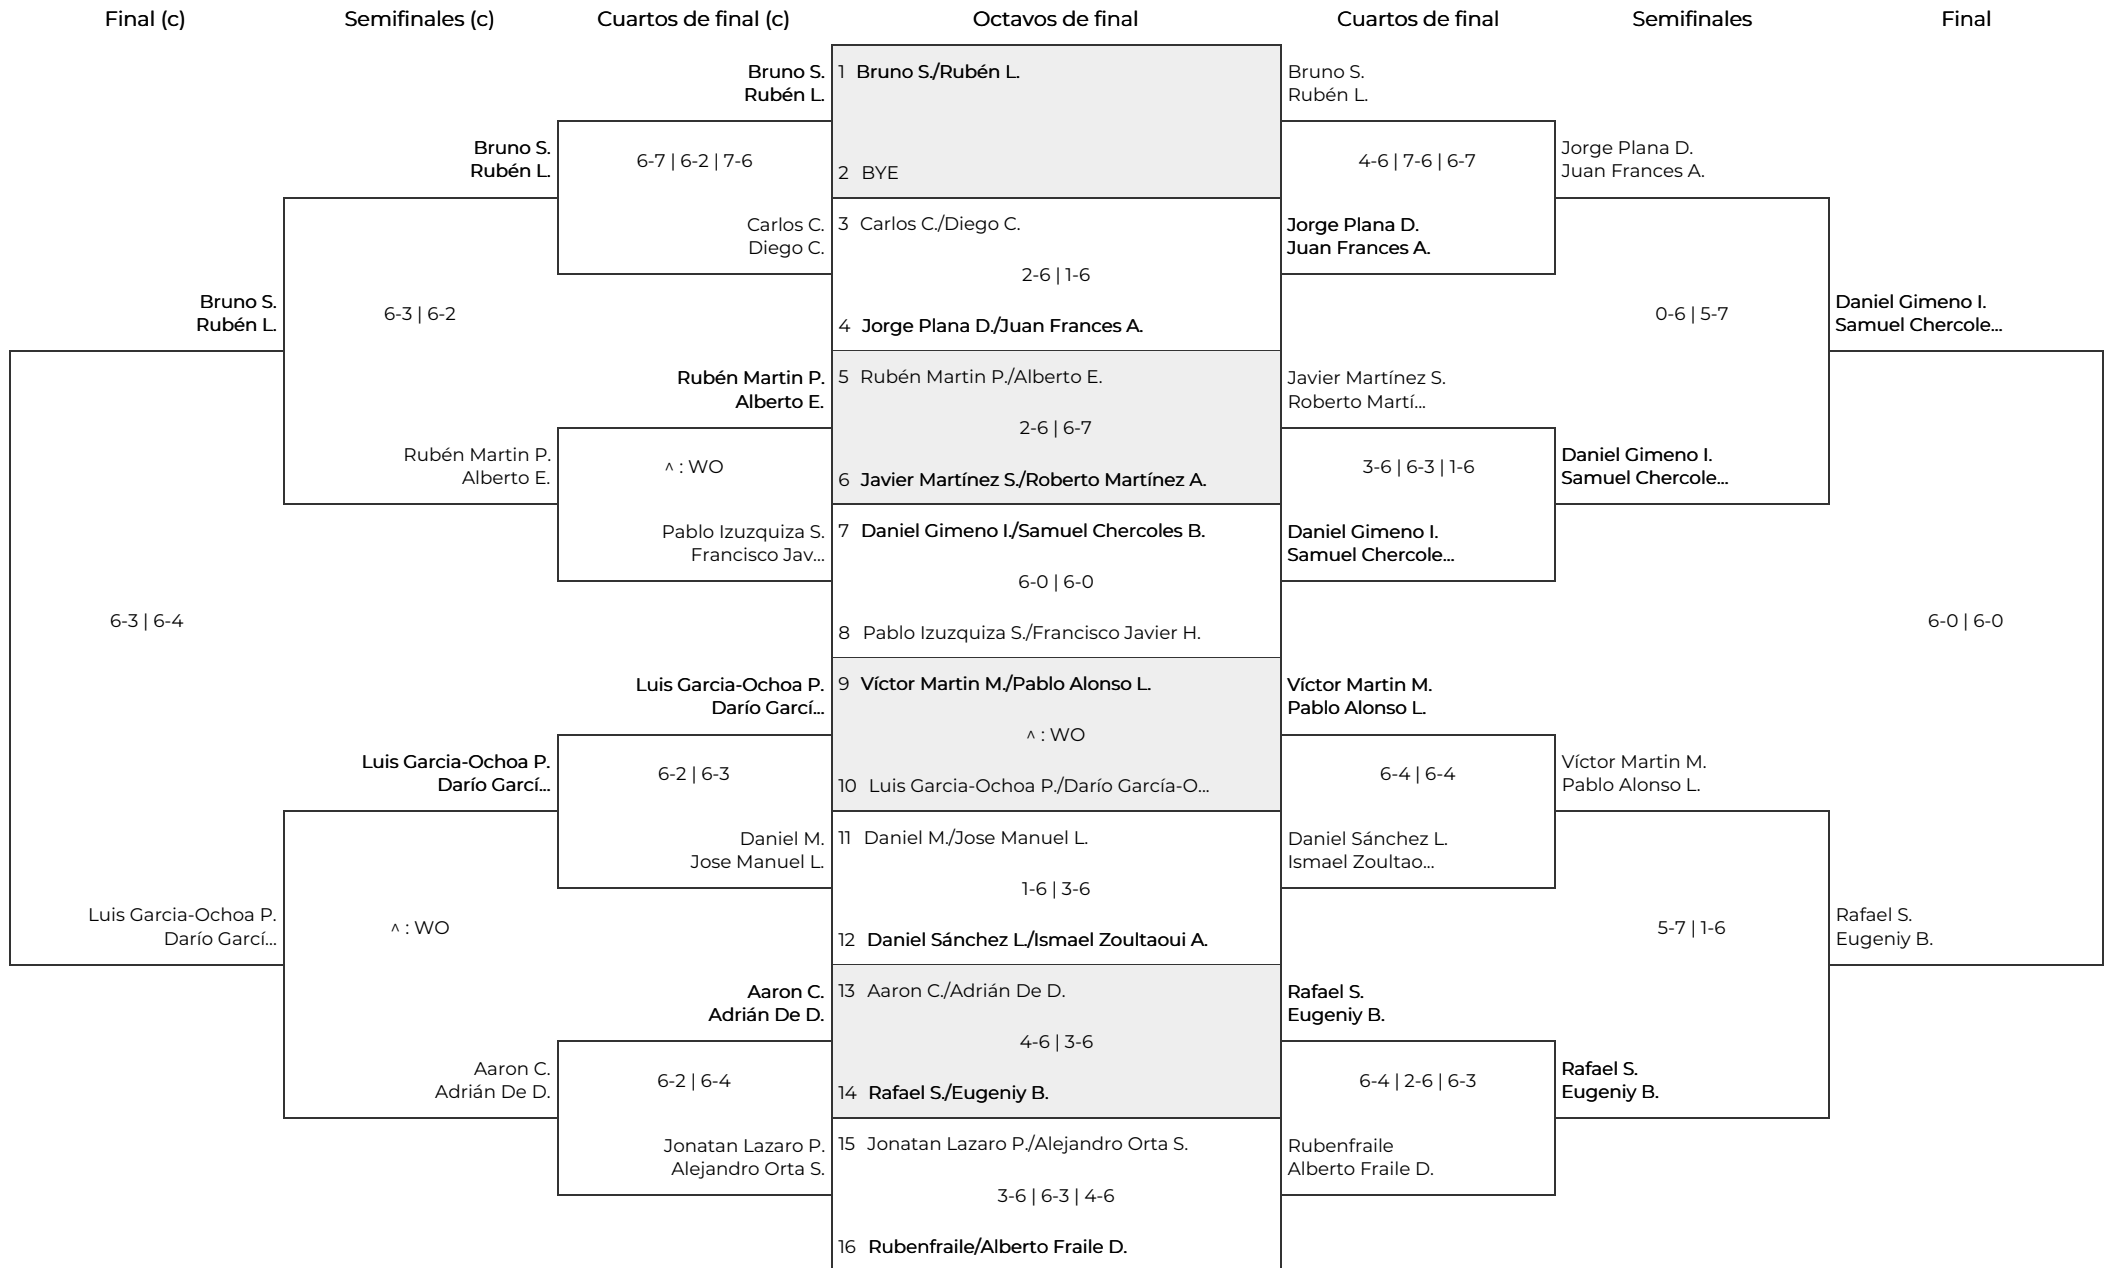 Final (c)
Semifinales (c)
Cuartos de final (c)
Octavos de final
Cuartos de final
Semifinales
Final
Bruno S.
Rubén L.
Luis Garcia-Ochoa P.
Darío Garcí...
6-3 | 6-4
Bruno S.
Rubén L.
6-3 | 6-2
Rubén Martin P.
Alberto E.
Luis Garcia-Ochoa P.
Darío Garcí...
^ : WO
Aaron C.
Adrián De D.
Bruno S.
Rubén L.
6-7 | 6-2 | 7-6
Carlos C.
Diego C.
Rubén Martin P.
Alberto E.
^ : WO
Pablo Izuzquiza S.
Francisco Jav...
Luis Garcia-Ochoa P.
Darío Garcí...
6-2 | 6-3
Daniel M.
Jose Manuel L.
Aaron C.
Adrián De D.
6-2 | 6-4
Jonatan Lazaro P.
Alejandro Orta S.
1 Bruno S./Rubén L.
2 BYE
3 Carlos C./Diego C.
2-6 | 1-6
4 Jorge Plana D./Juan Frances A.
5 Rubén Martin P./Alberto E.
2-6 | 6-7
6 Javier Martínez S./Roberto Martínez A.
7 Daniel Gimeno I./Samuel Chercoles B.
6-0 | 6-0
8 Pablo Izuzquiza S./Francisco Javier H.
9 Víctor Martin M./Pablo Alonso L.
^ : WO
10 Luis Garcia-Ochoa P./Darío García-O...
11 Daniel M./Jose Manuel L.
1-6 | 3-6
12 Daniel Sánchez L./Ismael Zoultaoui A.
13 Aaron C./Adrián De D.
4-6 | 3-6
14 Rafael S./Eugeniy B.
15 Jonatan Lazaro P./Alejandro Orta S.
3-6 | 6-3 | 4-6
16 Rubenfraile/Alberto Fraile D.
Bruno S.
Rubén L.
4-6 | 7-6 | 6-7
Jorge Plana D.
Juan Frances A.
Javier Martínez S.
Roberto Martí...
3-6 | 6-3 | 1-6
Daniel Gimeno I.
Samuel Chercole...
Víctor Martin M.
Pablo Alonso L.
6-4 | 6-4
Daniel Sánchez L.
Ismael Zoultao...
Rafael S.
Eugeniy B.
6-4 | 2-6 | 6-3
Rubenfraile
Alberto Fraile D.
Jorge Plana D.
Juan Frances A.
0-6 | 5-7
Daniel Gimeno I.
Samuel Chercole...
Víctor Martin M.
Pablo Alonso L.
5-7 | 1-6
Rafael S.
Eugeniy B.
Daniel Gimeno I.
Samuel Chercole...
6-0 | 6-0
Rafael S.
Eugeniy B.